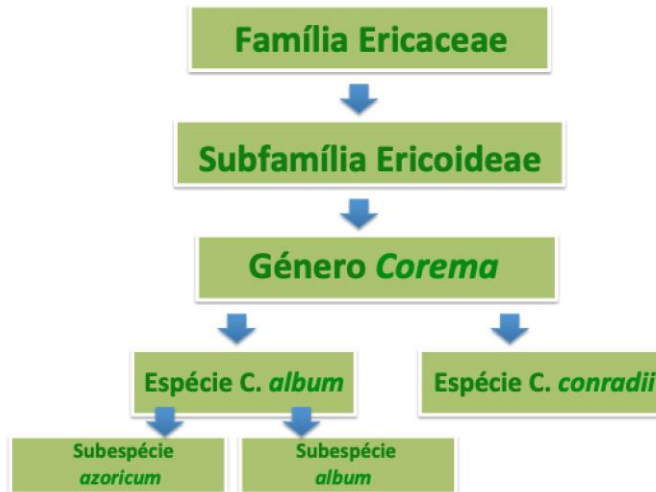 Família Ericaceae
Subfamília Ericoideae
Género Corema
Espécie C. album
Espécie C. conradii
Subespécie
azoricum
Subespécie
album